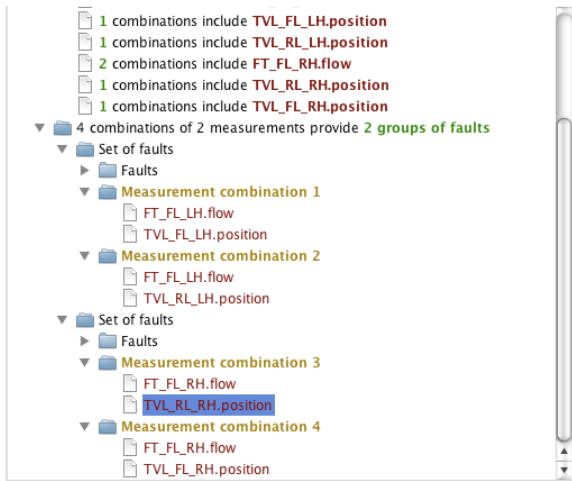 1 combinations include TVL_FL_LH.position
1 combinations include TVL_RL_LH.position
2 combinations include FT_FL_RH.flow
1 combinations include TVL_RL_RH.position
1 combinations include TVL_FL_RH.position
4 combinations of 2 measurements provide 2 groups of faults
Set of faults
Faults
Measurement combination 1
FT_FL_LH.flow
TVL_FL_LH.position
Measurement combination 2
FT_FL_LH.flow
TVL_RL_LH.position
Set of faults
Faults
Measurement combination 3
FT_FL_RH.flow
TVL_RL_RH.position
Measurement combination 4
FT_FL_RH.flow
TVL_FL_RH.position